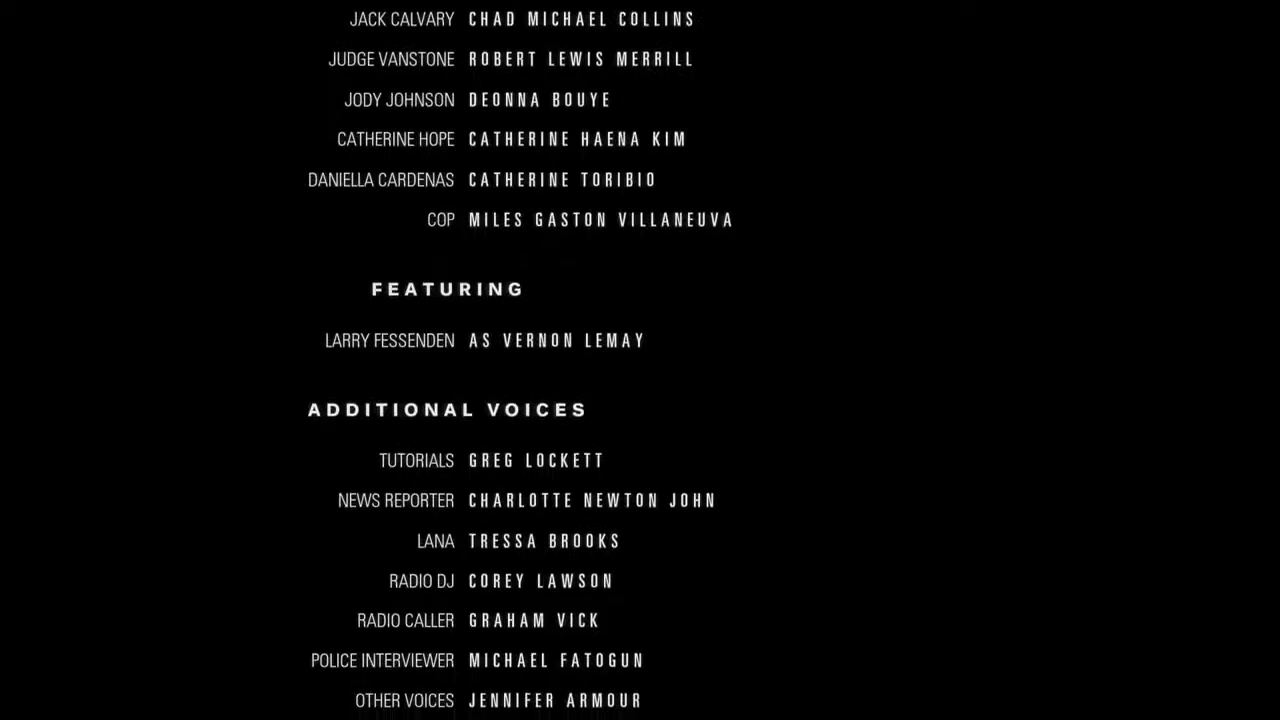 JACK CALVARY CHAD MICHAEL COLLINS
JUDGE VANSTONE ROBERT LEWIS MERRILL
JODY JOHNSON DEONNA BOUYE
CATHERINE HOPE CATHERINE HAENA KIM
DANIELLA CARDENAS CATHERINE TORIBIO
COP MILES GASTON VILLANEUVA
FEATURING
LARRY FESSENDEN AS VERNON LEMAY
ADDITIONAL VOICES
TUTORIALS GREG LOCKETT
NEWS REPORTER CHARLOTTE NEWTON JOHN
LANA TRESSA BROOKS
RADIO DJ COREY LAWSON
RADIO CALLER GRAHAM VICK
POLICE INTERVIEWER MICHAEL FATOGUN
OTHER VOICES JENNIFER ARMOUR